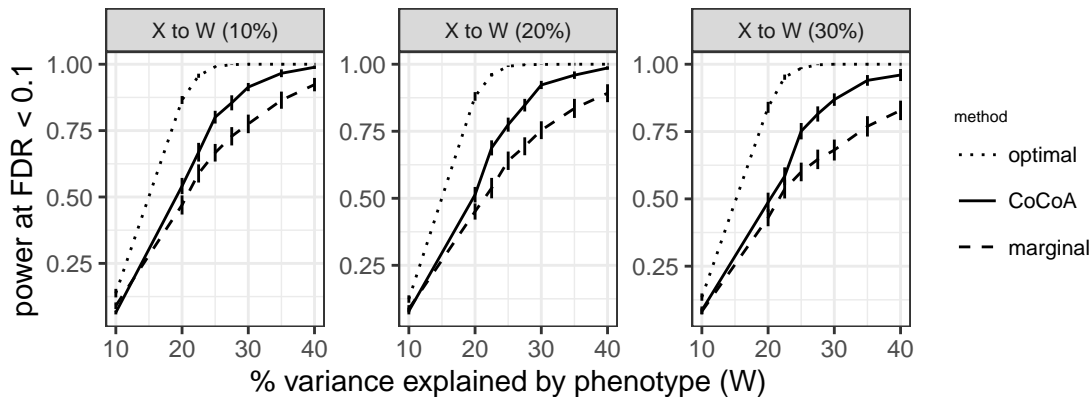 X to W (10%) X to W (20%) X to W (30%)
power at FDR < 0.1
1.00 1.00 1.00
0.75 0.75 0.75
0.50 0.50 0.50
0.25 0.25 0.25
10 20 30 40 10 20 30 40 10 20 30 40
% variance explained by phenotype (W)
method
optimal
CoCoA
marginal